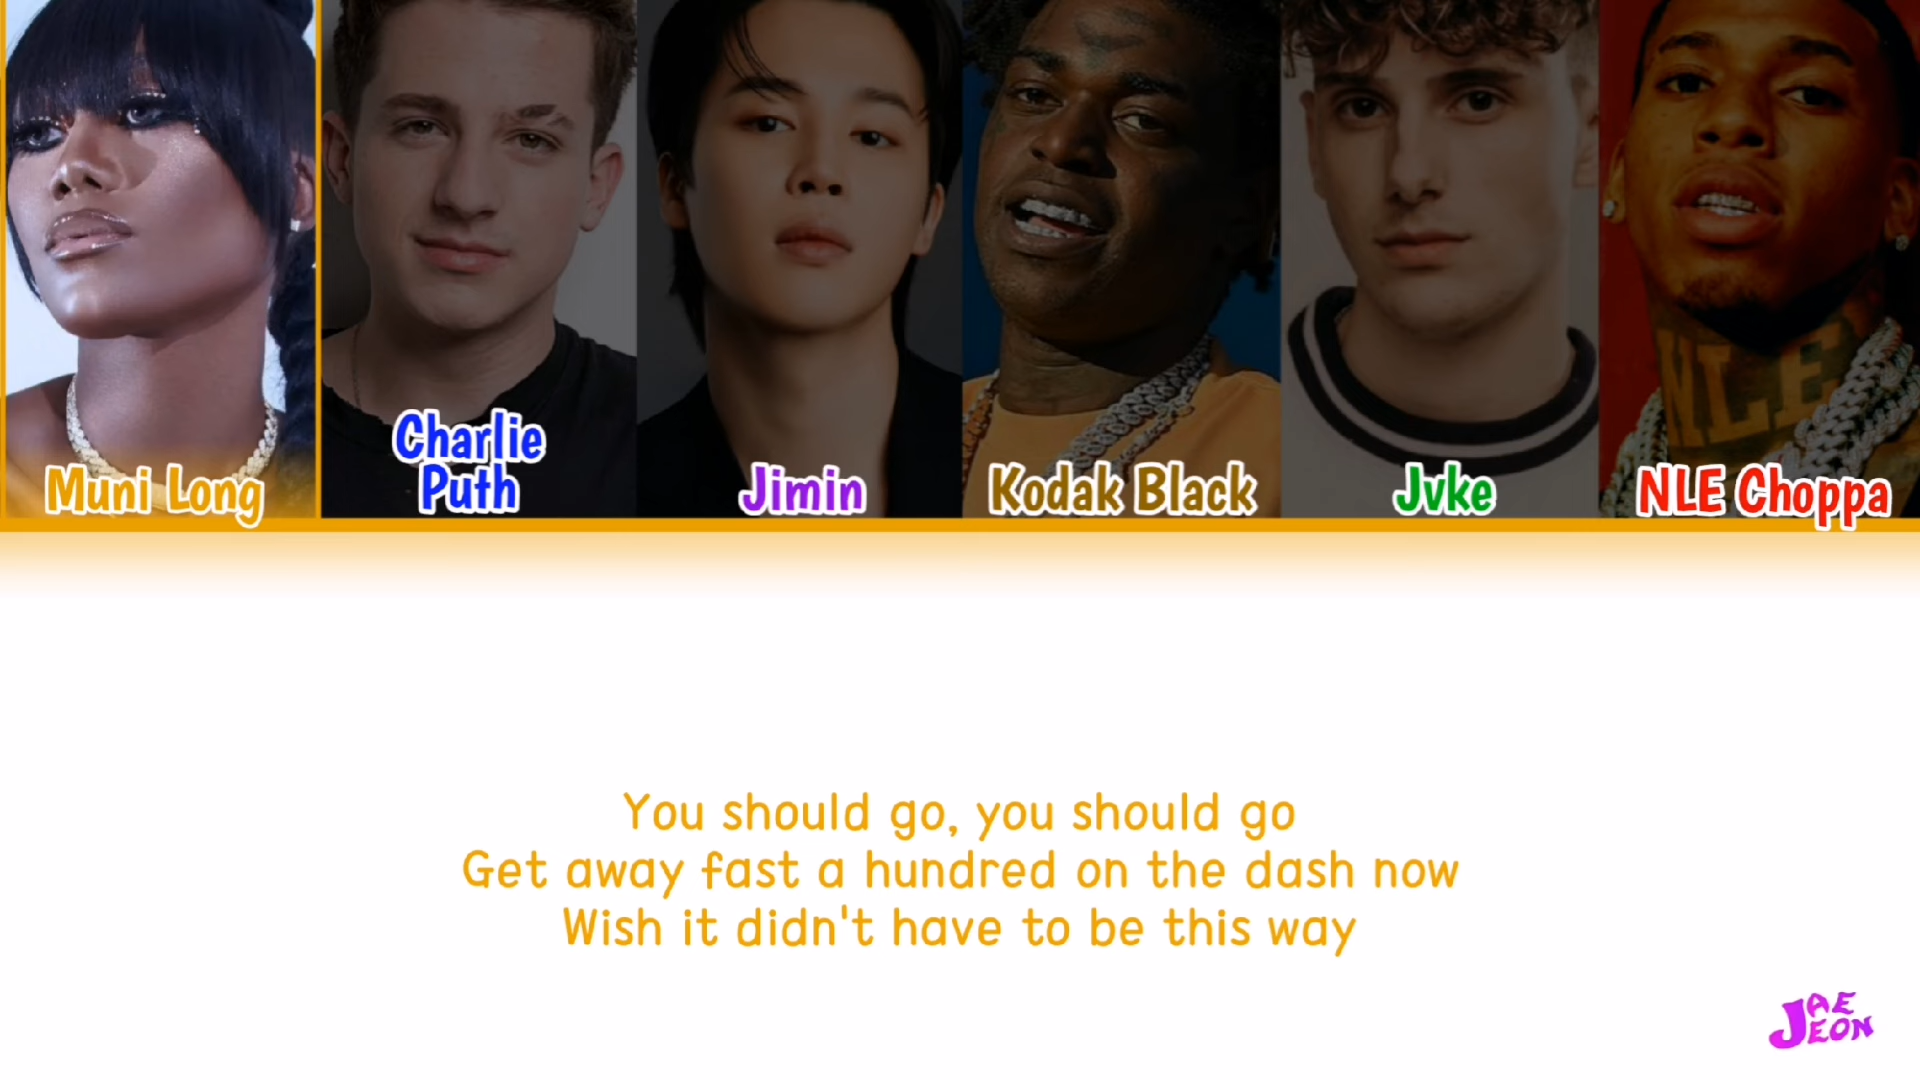 Muni Long
Charlie
Puth
Jimin
Kodak Black
Jvke
NLE Choppa
NLE
You should go, you should go
Get away fast a hundred on the dash now
Wish it didn't have to be this way
JAE
JEON